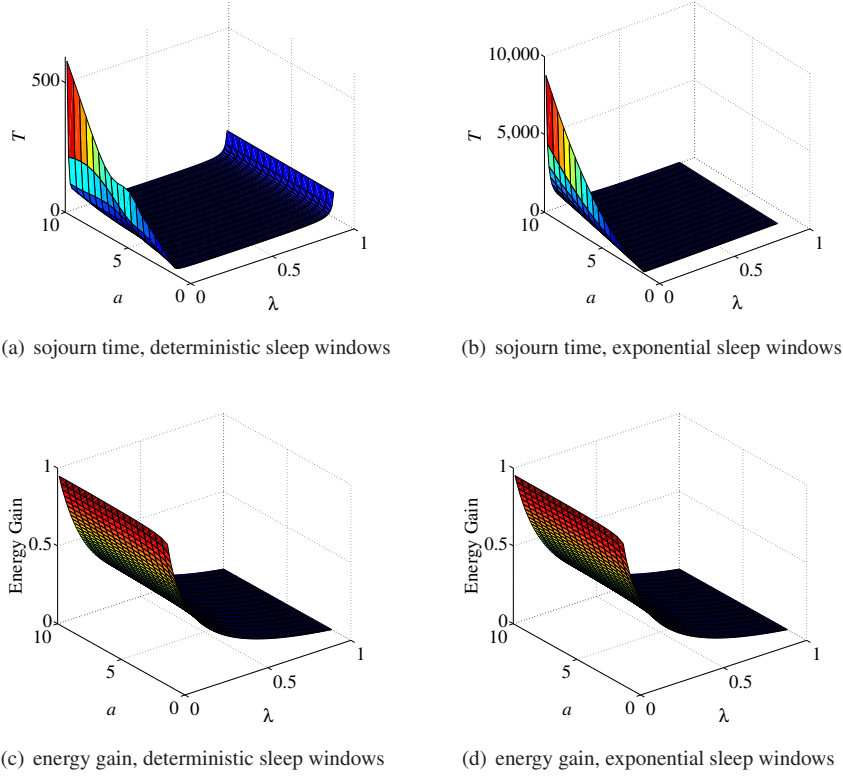 500
T
0
10
5
a
0
0
0.5
λ
1
(a) sojourn time, deterministic sleep windows
10,000
5,000
T
0
10
5
a
0
0
0.5
λ
1
(b) sojourn time, exponential sleep windows
1
0.5
Energy Gain
0
10
5
a
0
0
0.5
λ
1
(c) energy gain, deterministic sleep windows
1
0.5
Energy Gain
0
10
5
a
0
0
0.5
λ
1
(d) energy gain, exponential sleep windows